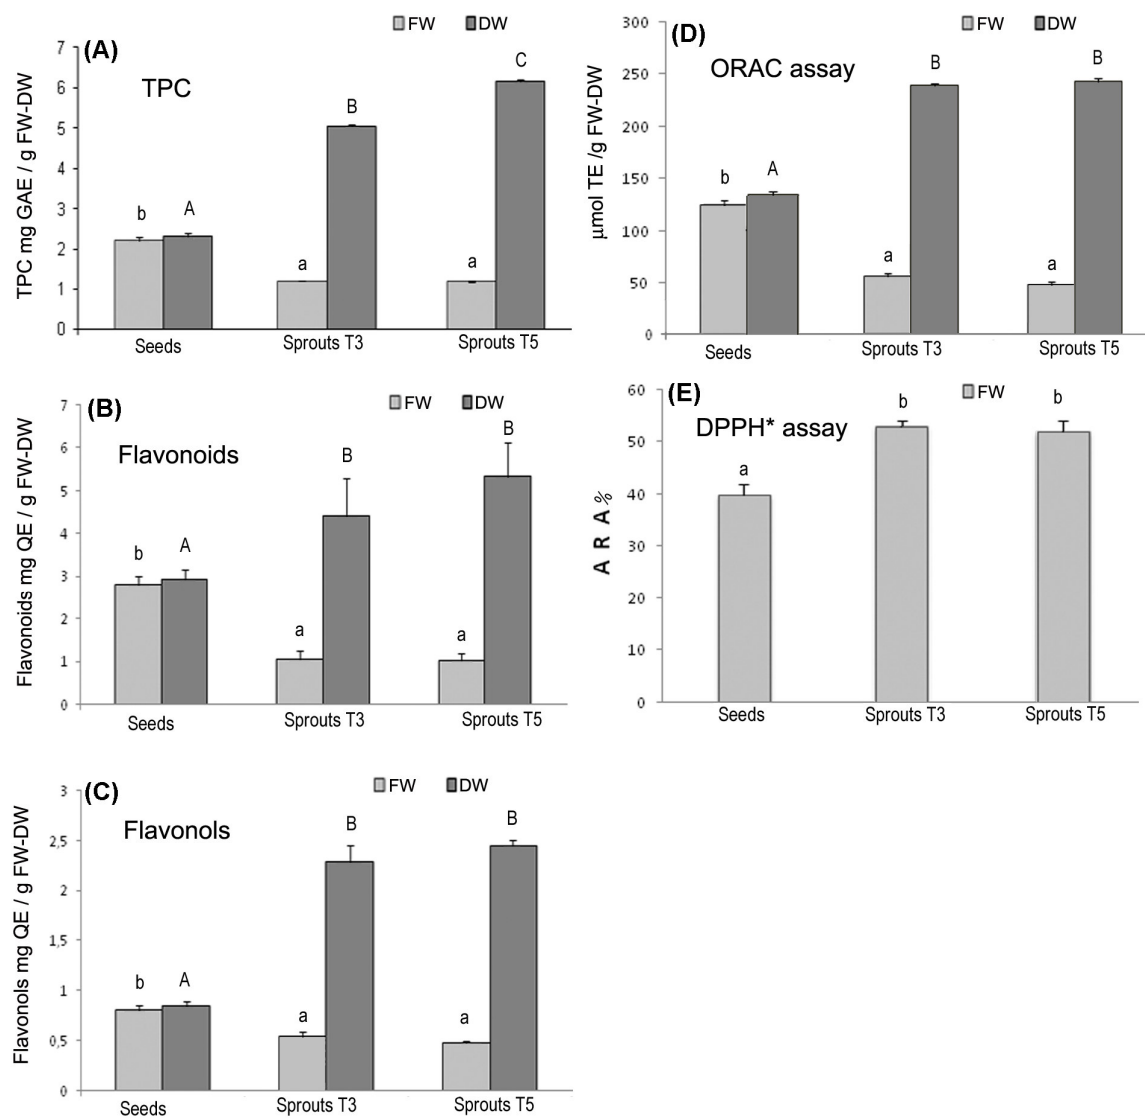 FW DW
(A)
TPC
TPC mg GAE / g FW-DW
7
6
5
4
3
2
1
0
b A
a B
a C
Seeds Sprouts T3 Sprouts T5
FW DW
(D)
ORAC assay
μmol TE /g FW-DW
300
250
200
150
100
50
0
b A
a B
a B
Seeds Sprouts T3 Sprouts T5
FW DW
(B)
Flavonoids
Flavonoids mg QE / g FW-DW
7
6
5
4
3
2
1
0
b A
a B
a B
Seeds Sprouts T3 Sprouts T5
FW
(E)
DPPH* assay
A R A %
60
50
40
30
20
10
0
a b b
Seeds Sprouts T3 Sprouts T5
FW DW
(C)
Flavonols
Flavonols mg QE / g FW-DW
3
2,5
2
1,5
1
0,5
0
b A
a B
a B
Seeds Sprouts T3 Sprouts T5